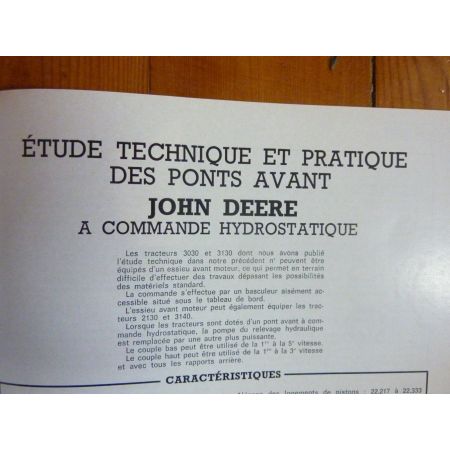 ÉTUDE TECHNIQUE ET PRATIQUE
DES PONTS AVANT
JOHN DEERE
A COMMANDE HYDROSTATIQUE
Les tracteurs 3030 et 3130 dont nous avons publié
l'étude technique dans notre précédent n° peuvent être
équipés d'un essieu avant moteur, ce qui permet en terrain
difficile d'effectuer des travaux dépassant les possibilités
des matériels standard.
La commande s'effectue par un basculeur aisément ac-
cessible situé sous le tableau de bord.
L'essieu avant moteur peut également équiper les trac-
teurs 2130 et 3140.
Lorsque les tracteurs sont dotés d'un pont avant à com-
mande hydrostatique, la pompe du relevage hydraulique
est remplacée par une autre plus puissante.
Le couple bas peut être utilisé de la 1re à la 5e vitesse.
Le couple haut peut être utilisé de la 1re à la 3e vitesse
et avec tous les rapports arrière.
CARACTÉRISTIQUES
des logements de pistons : 22,217 à 22,333